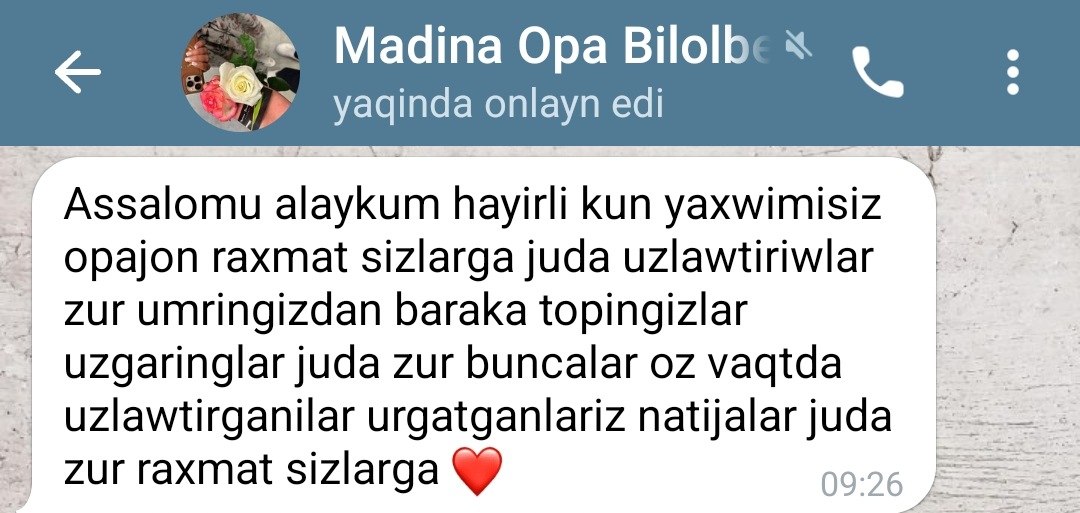 Madina Opa Bilolbe
yaqinda onlayn edi
Assalomu alaykum hayirli kun yaxwimisiz
opajon raxmat sizlarga juda uzlawtiriwlar
zur umringizdan baraka topingizlar
uzgaringlar juda zur buncalar oz vaqtda
uzlawtirganilar urgatganlariz natijalar juda
zur raxmat sizlarga ❤️
09:26